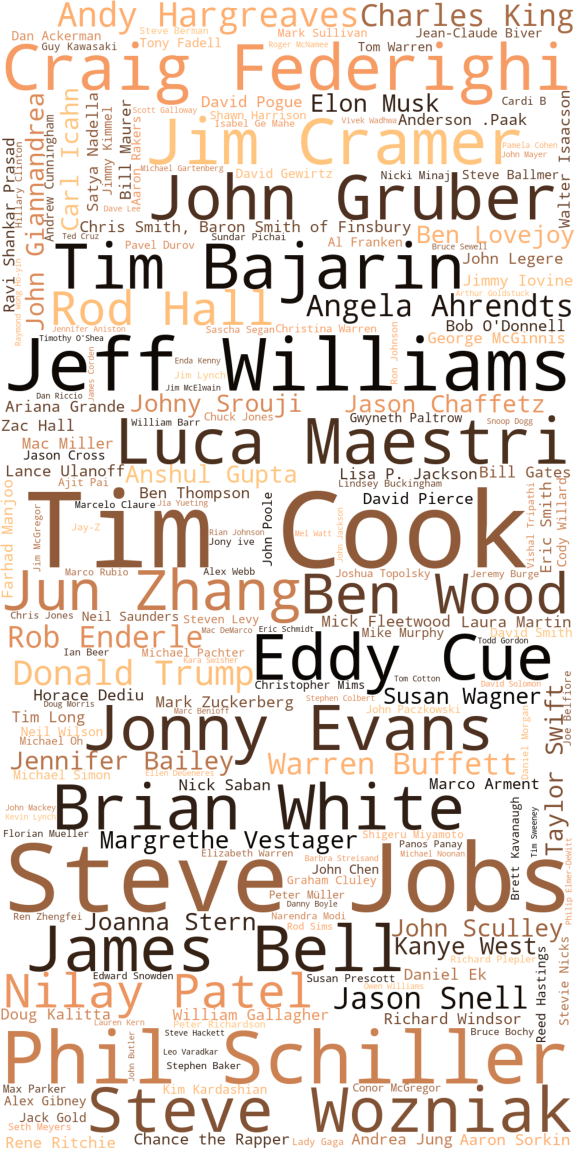 Andy Hargreaves
Charles King
Dan Ackerman
Steve Berman
Mark Sullivan
Jean-Claude Biver
Guy Kawasaki
Tony Fadell
Roger McNamee
Tom Warren
Craig Federighi
David Pogue
Elon Musk
Cardi B
Scott Galloway
Shawn Harrison
Isabel Ge Mahe
Vivek Wadhwa
Anderson .Paak
Walter Isaacson
Ravi Shankar Prasad
Hillary Clinton
John Giannandrea
Andrew Cunningham
Carl Icahn
Satya Nadella
Jimmy Kimmel
Bill Maurer
Aaron Rakers
Jim Cramer
Pamela Cohen
John Mayer
Michael Gartenberg
David Gewirtz
Nicki Minaj
Steve Ballmer
John Gruber
Chris Smith, Baron Smith of Finsbury
Ben Lovejoy
Ted Cruz
Pavel Durov
Sundar Pichai
Al Franken
Bruce Sewell
John Legere
Tim Bajarin
Jimmy Iovine
Arthur Goldstuck
Rod Hall
Angela Ahrendts
Jennifer Aniston
Sascha Segan
Christina Warren
Bob O'Donnell
Timothy O'Shea
George McGinnis
Jeff Williams
James Corden
Enda Kenny
Jim Lynch
Jim McElwain
Ron Johnson
Dan Riccio
Ariana Grande
Johny Srouji
Jason Chaffetz
Zac Hall
William Barr
Chuck Jones
Gwyneth Paltrow
Snoop Dogg
Mac Miller
Jason Cross
Luca Maestri
Lance Ulanoff
Anshul Gupta
Lisa P. Jackson
Bill Gates
Ajit Pai
Lindsey Buckingham
Farhad Manjoo
Ben Thompson
David Pierce
Marcelo Claure
Jia Yueting
Jim McGregor
Tim Cook
Jay-Z
Rian Johnson
Jony ive
John Poole
Mel Watt
John Jackson
Vishal Tripathi
Eric Smith
Cody Willard
Marco Rubio
Alex Webb
Joshua Topolsky
Jeremy Burge
Jun Zhang
Ben Wood
Chris Jones
Neil Saunders
Steven Levy
Mick Fleetwood
Laura Martin
Rob Enderle
Mac DeMarco
Eric Schmidt
Mike Murphy
David Smith
Todd Gordon
Ian Beer
Michael Pachter
Kara Swisher
Eddy Cue
Donald Trump
Christopher Mims
Tom Cotton
David Solomon
Horace Dediu
Doug Morris
Mark Zuckerberg
Stephen Colbert
Susan Wagner
Joe Belfiore
Tim Long
Marc Benioff
John Paczkowski
Neil Wilson
Michael Oh
Jonny Evans
Daniel Morgan
Taylor Swift
Jennifer Bailey
Warren Buffett
Michael Simon
Ellen DeGeneres
Nick Saban
Marco Arment
Brian White
John Mackey
Kevin Lynch
Florian Mueller
Margrethe Vestager
Shigeru Miyamoto
Brett Kavanaugh
Tim Sweeney
Panos Panay
Elizabeth Warren
Barbra Streisand
Michael Noonan
Philip Elmer-DeWitt
John Chen
Graham Cluley
Steve Jobs
Peter Müller
Danny Boyle
Ren Zhengfei
Joanna Stern
Narendra Modi
Rod Sims
John Sculley
James Bell
Kanye West
Stevie Nicks
Richard Plepler
Reed Hastings
Edward Snowden
Susan Prescott
Daniel Ek
Nilay Patel
Owen Williams
Jason Snell
Doug Kalitta
William Gallagher
Richard Windsor
Lauren Kern
Peter Richardson
Steve Hackett
Bruce Bochy
Phil Schiller
John Butler
Leo Varadkar
Stephen Baker
Max Parker
Kim Kardashian
Conor McGregor
Alex Gibney
Steve Wozniak
Jack Gold
Seth Meyers
Rene Ritchie
Chance the Rapper
Lady Gaga
Andrea Jung
Aaron Sorkin